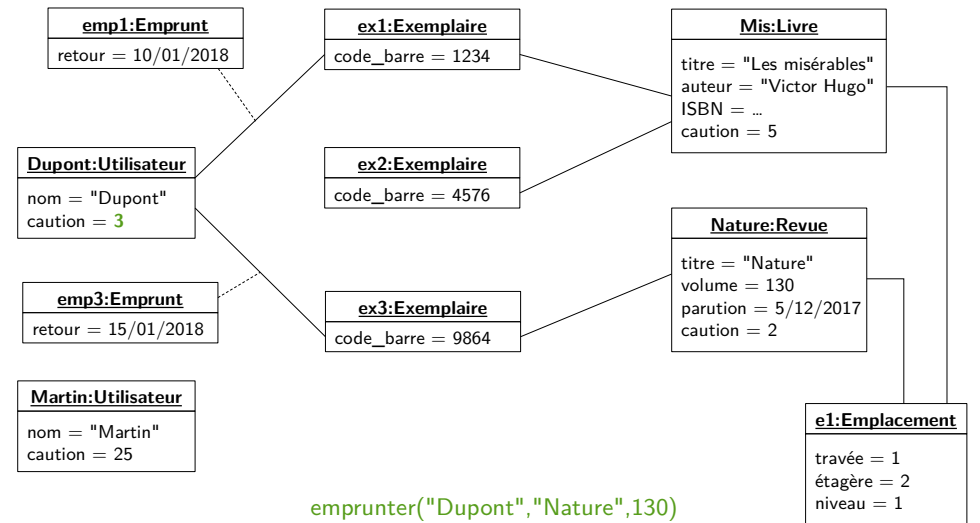 emp1:Emprunt
retour = 10/01/2018
ex1:Exemplaire
code_barre = 1234
Mis:Livre
titre = "Les misérables"
auteur = "Victor Hugo"
ISBN = ...
caution = 5
Dupont:Utilisateur
nom = "Dupont"
caution = 3
ex2:Exemplaire
code_barre = 4576
Nature:Revue
titre = "Nature"
volume = 130
parution = 5/12/2017
caution = 2
emp3:Emprunt
retour = 15/01/2018
ex3:Exemplaire
code_barre = 9864
Martin:Utilisateur
nom = "Martin"
caution = 25
e1:Emplacement
travée = 1
étagère = 2
niveau = 1
emprunter("Dupont","Nature",130)